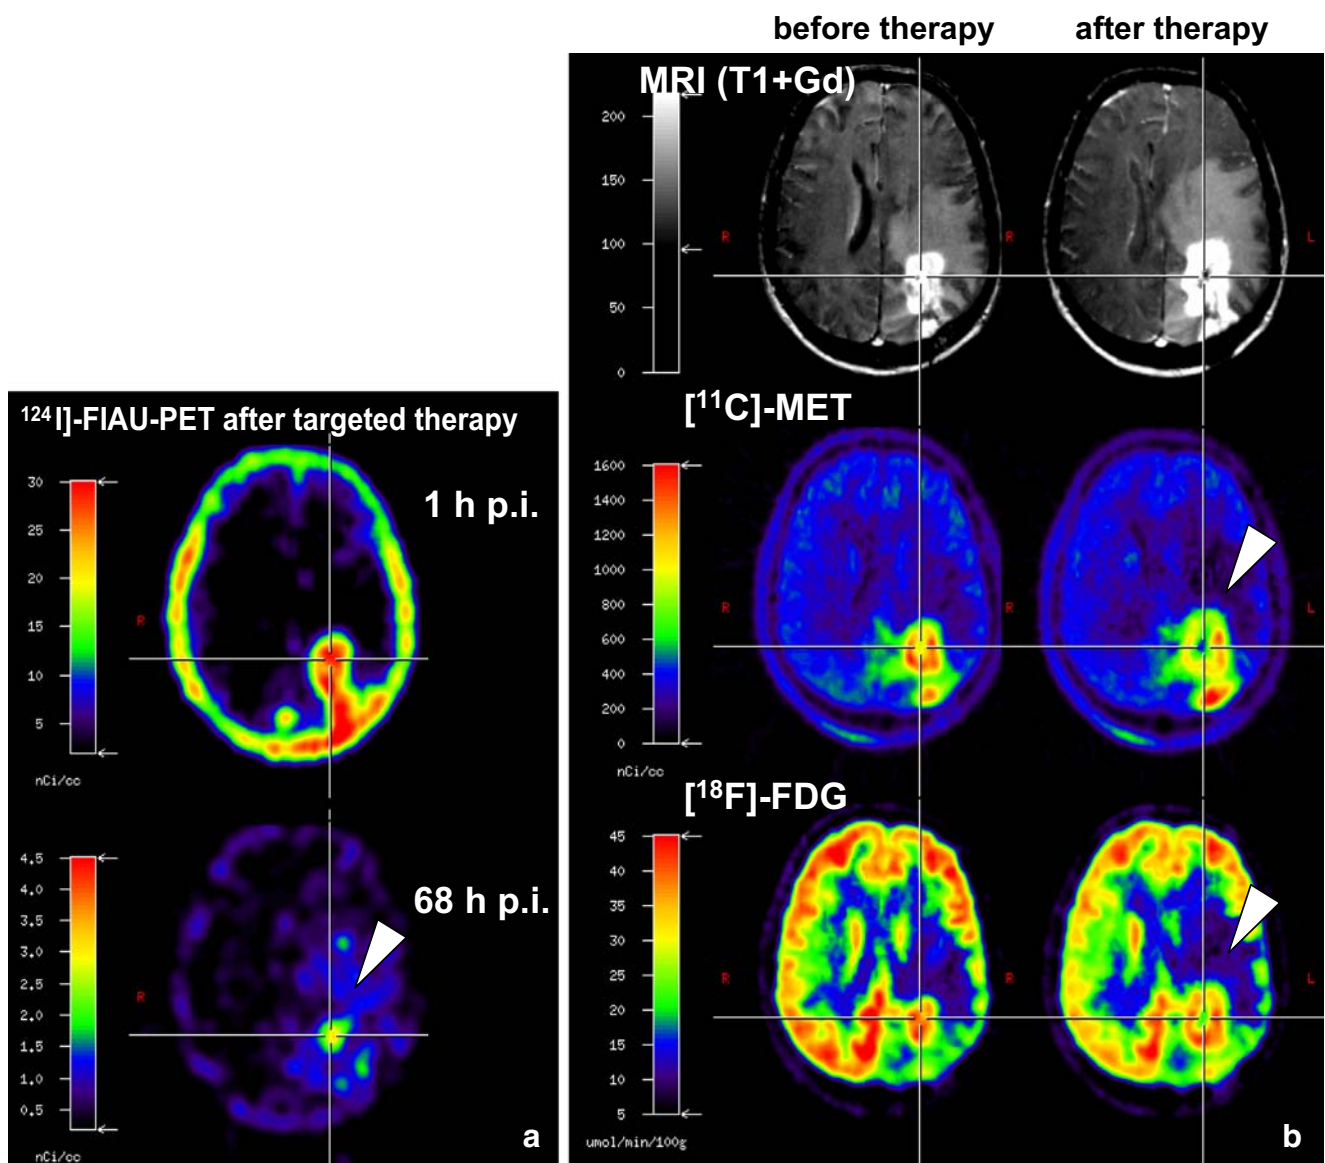 before therapy after therapy
MRI (T1+Gd)
200
150
100
50
0
R R L
[¹¹C]-MET
1600
1400
1200
1000
800
600
400
200
0
nCi/cc
R R L
[¹⁸F]-FDG
45
40
35
30
25
20
15
10
5
umol/min/100g
R R L
b
¹²⁴I]-FIAU-PET after targeted therapy
1 h p.i.
30
25
20
15
10
5
nCi/cc
R
68 h p.i.
4.5
4.0
3.5
3.0
2.5
2.0
1.5
1.0
0.5
nCi/cc
R
a